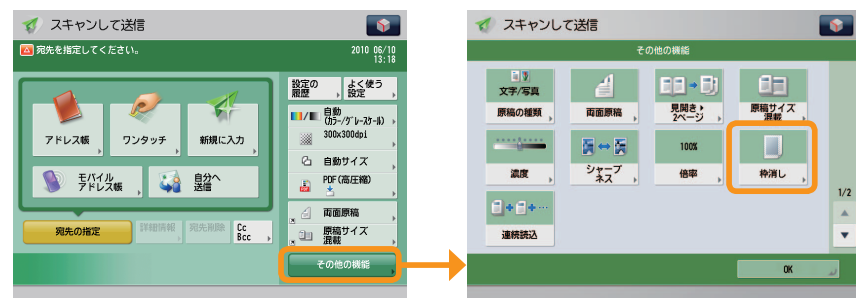 スキャンして送信
宛先を指定してください。
2010 06/10
13:18
アドレス帳
ワンタッチ
新規に入力
モバイル
アドレス帳
自分へ
送信
宛先の指定
詳細情報
宛先削除
Cc
Bcc
設定の
履歴
よく使う
設定
自動
(カラー/グレースケール)
300x300dpi
自動サイズ
PDF(高圧縮)
両面原稿
原稿サイズ
混載
その他の機能
スキャンして送信
その他の機能
文字/写真
原稿の種類
両面原稿
見開き
2ページ
原稿サイズ
混載
濃度
シャープ
ネス
100%
倍率
枠消し
連続読込
1/2
OK